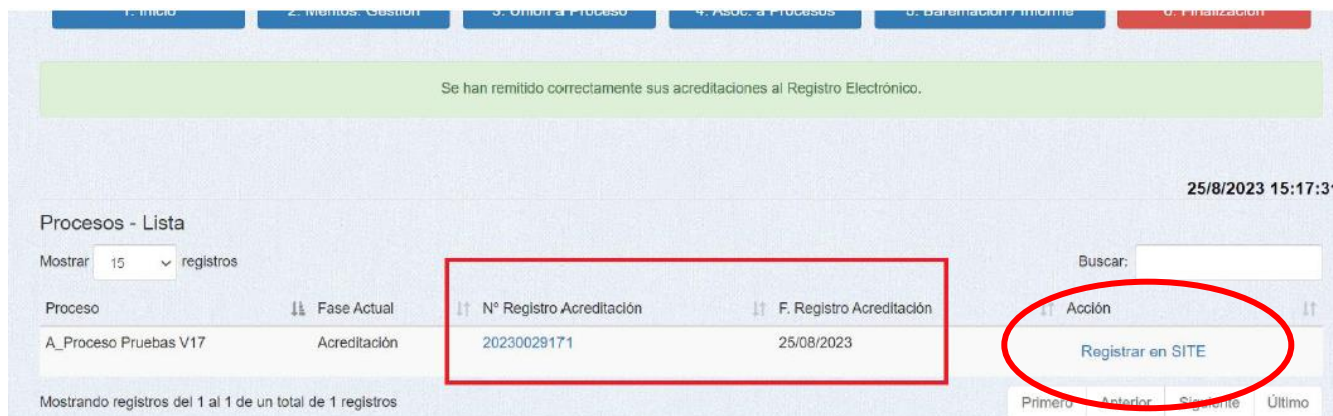 1. Inicio 2. Méritos: Gestión 3. Unión a Proceso 4. Asoc. a Procesos 5. Baremación / Informe 6. Finalización
Se han remitido correctamente sus acreditaciones al Registro Electrónico.
25/8/2023 15:17:31
Procesos - Lista
Mostrar 15 registros Buscar:
Proceso Fase Actual Nº Registro Acreditación F. Registro Acreditación Acción
A_Proceso Pruebas V17 Acreditación 20230029171 25/08/2023 Registrar en SITE
Mostrando registros del 1 al 1 de un total de 1 registros Primero Anterior Siguiente Último